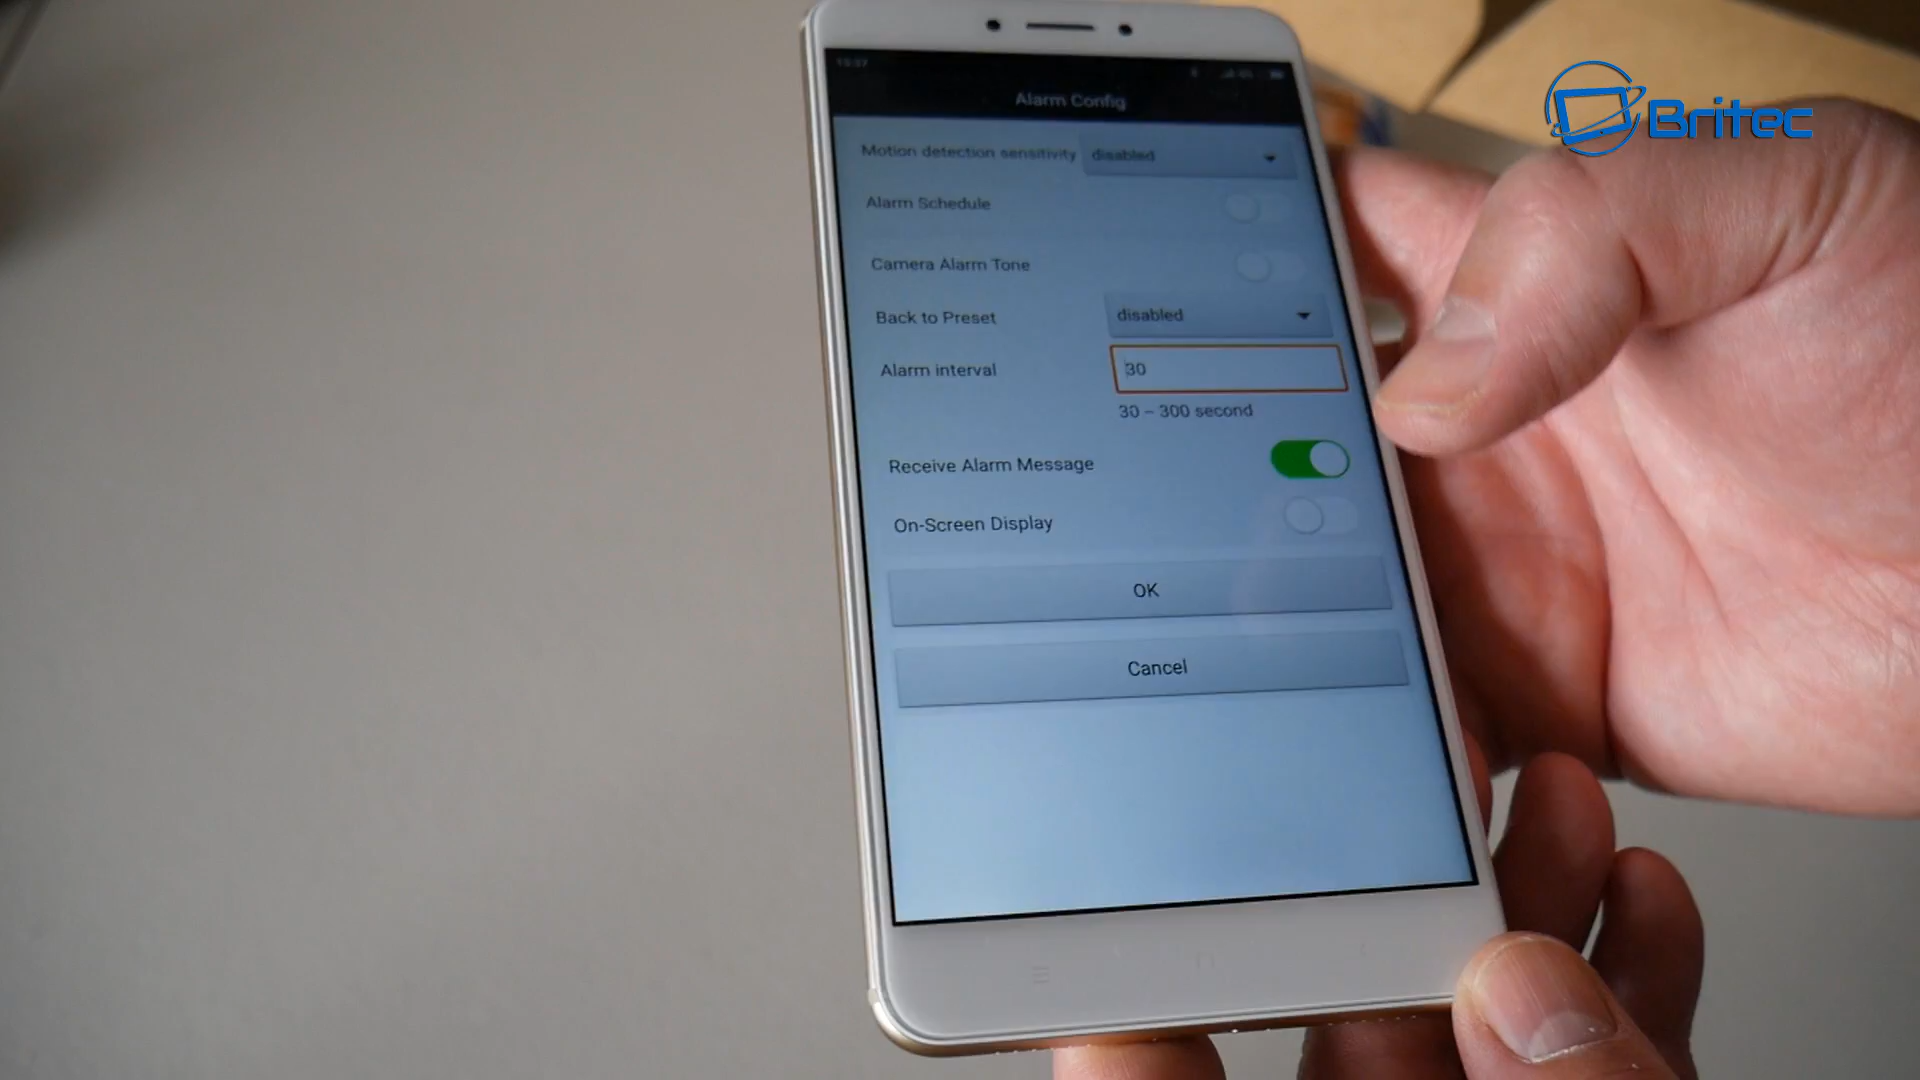 Britec
Alarm Config
Motion detection sensitivity disabled
Alarm Schedule
Camera Alarm Tone
Back to Preset disabled
Alarm interval 30
30 – 300 second
Receive Alarm Message
On-Screen Display
OK
Cancel